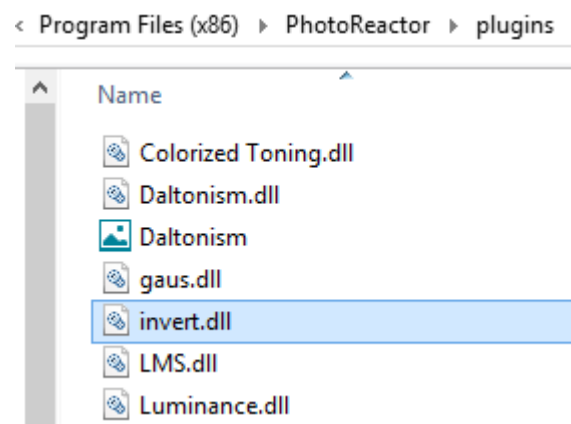 Program Files (x86) PhotoReactor plugins
Name
Colorized Toning.dll
Daltonism.dll
Daltonism
gaus.dll
invert.dll
LMS.dll
Luminance.dll